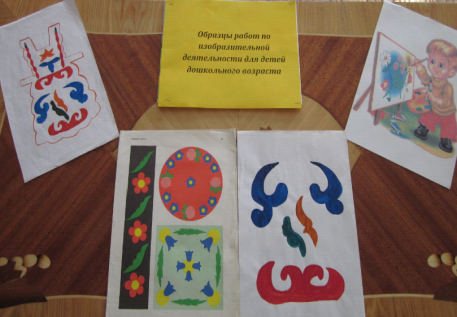 Образцы работ по
изобразительной
деятельности для детей
дошкольного возраста